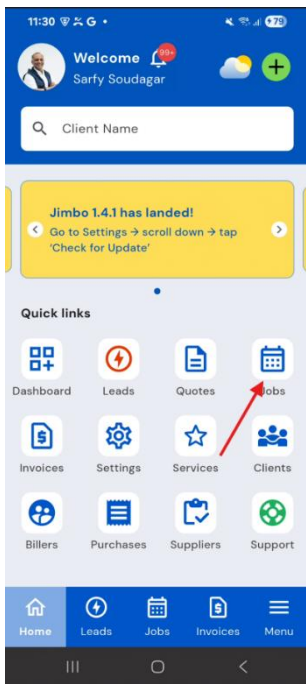 11:30 G •
79
Welcome 99+
Sarfy Soudagar
Client Name
Jimbo 1.4.1 has landed!
Go to Settings → scroll down → tap
'Check for Update'
Quick links
Dashboard Leads Quotes Jobs
Invoices Settings Services Clients
Billers Purchases Suppliers Support
Home Leads Jobs Invoices Menu